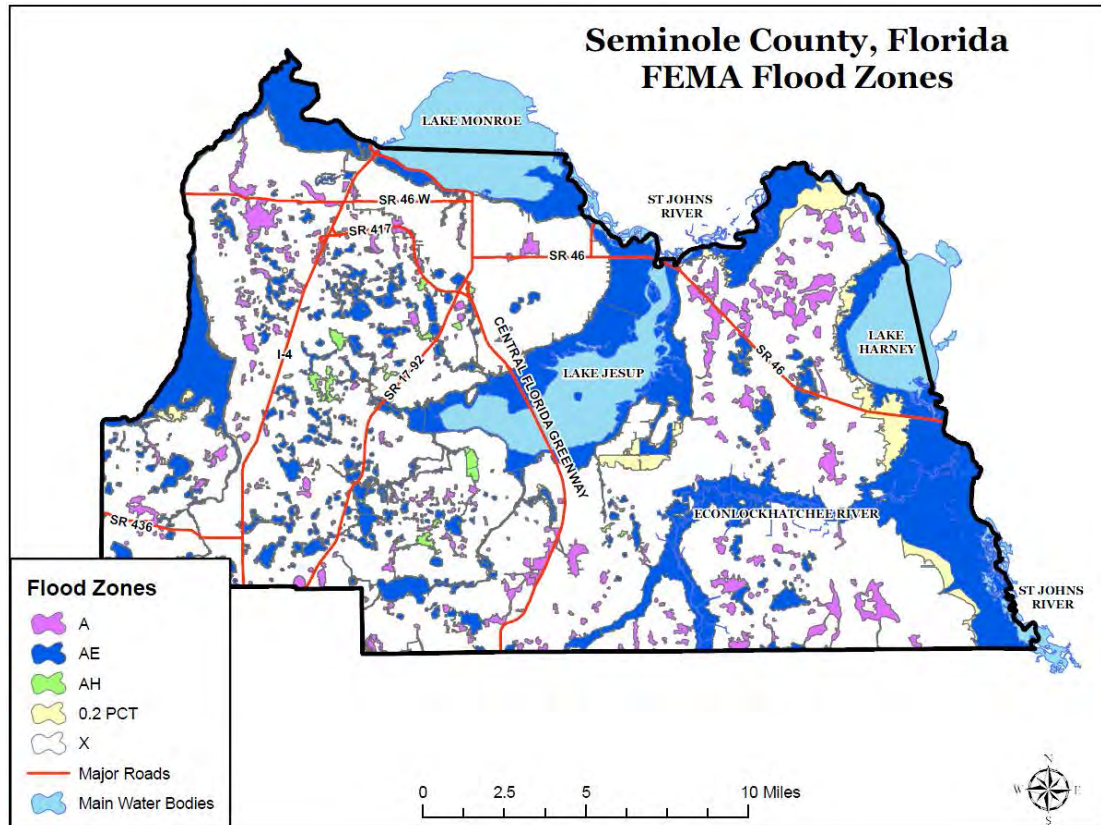 Seminole County, Florida
FEMA Flood Zones
LAKE MONROE
ST JOHNS
RIVER
SR 46 W
SR 417
SR 46
I-4
SR-17-92
CENTRAL FLORIDA GREENWAY
LAKE JESUP
SR 46
LAKE
HARNEY
ECONLOCKHATCHEE RIVER
SR 436
ST JOHNS
RIVER
Flood Zones
A
AE
AH
0.2 PCT
X
Major Roads
Main Water Bodies
0 2.5 5 10 Miles
N
W E
S